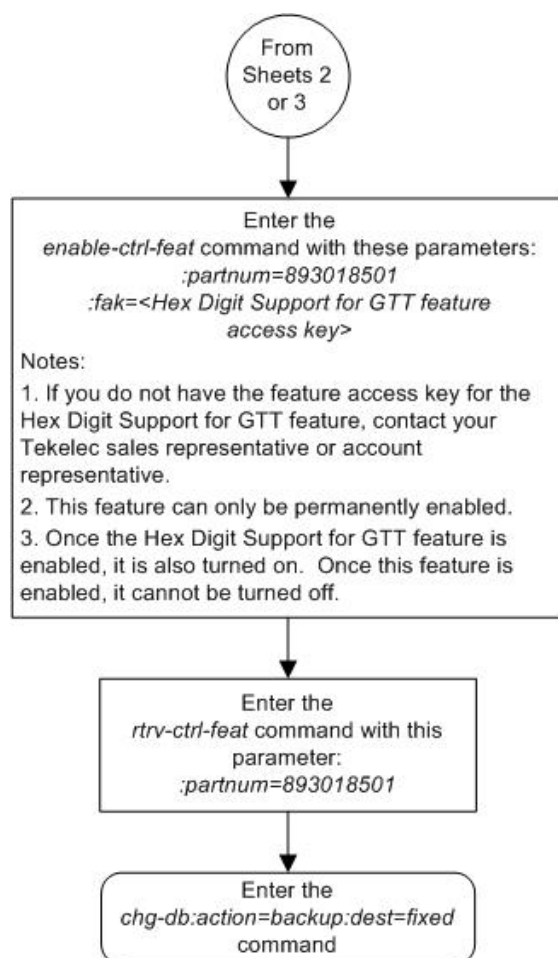 From
Sheets 2
or 3
Enter the
enable-ctrl-feat command with these parameters:
:partnum=893018501
:fak=<Hex Digit Support for GTT feature
access key>
Notes:
1. If you do not have the feature access key for the
Hex Digit Support for GTT feature, contact your
Tekelec sales representative or account
representative.
2. This feature can only be permanently enabled.
3. Once the Hex Digit Support for GTT feature is
enabled, it is also turned on.  Once this feature is
enabled, it cannot be turned off.
Enter the
rtrv-ctrl-feat command with this
parameter:
:partnum=893018501
Enter the
chg-db:action=backup:dest=fixed
command